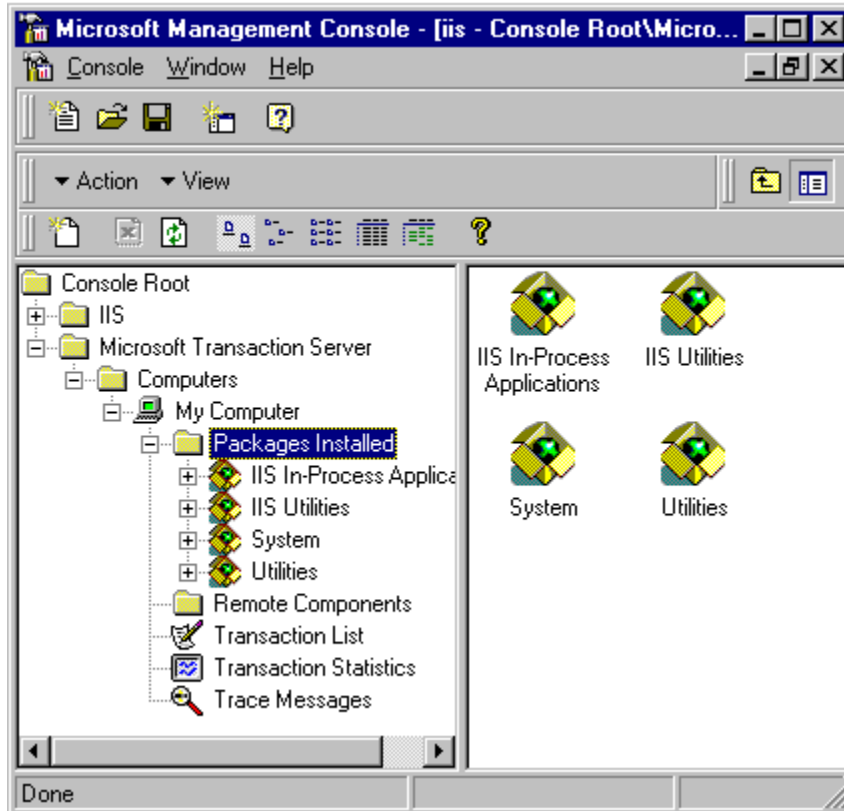 Microsoft Management Console - [iis - Console Root\Micro...
Console Window Help
Action View
Console Root
IIS
Microsoft Transaction Server
Computers
My Computer
Packages Installed
IIS In-Process Applica
IIS Utilities
System
Utilities
Remote Components
Transaction List
Transaction Statistics
Trace Messages
IIS In-Process
Applications
IIS Utilities
System
Utilities
Done